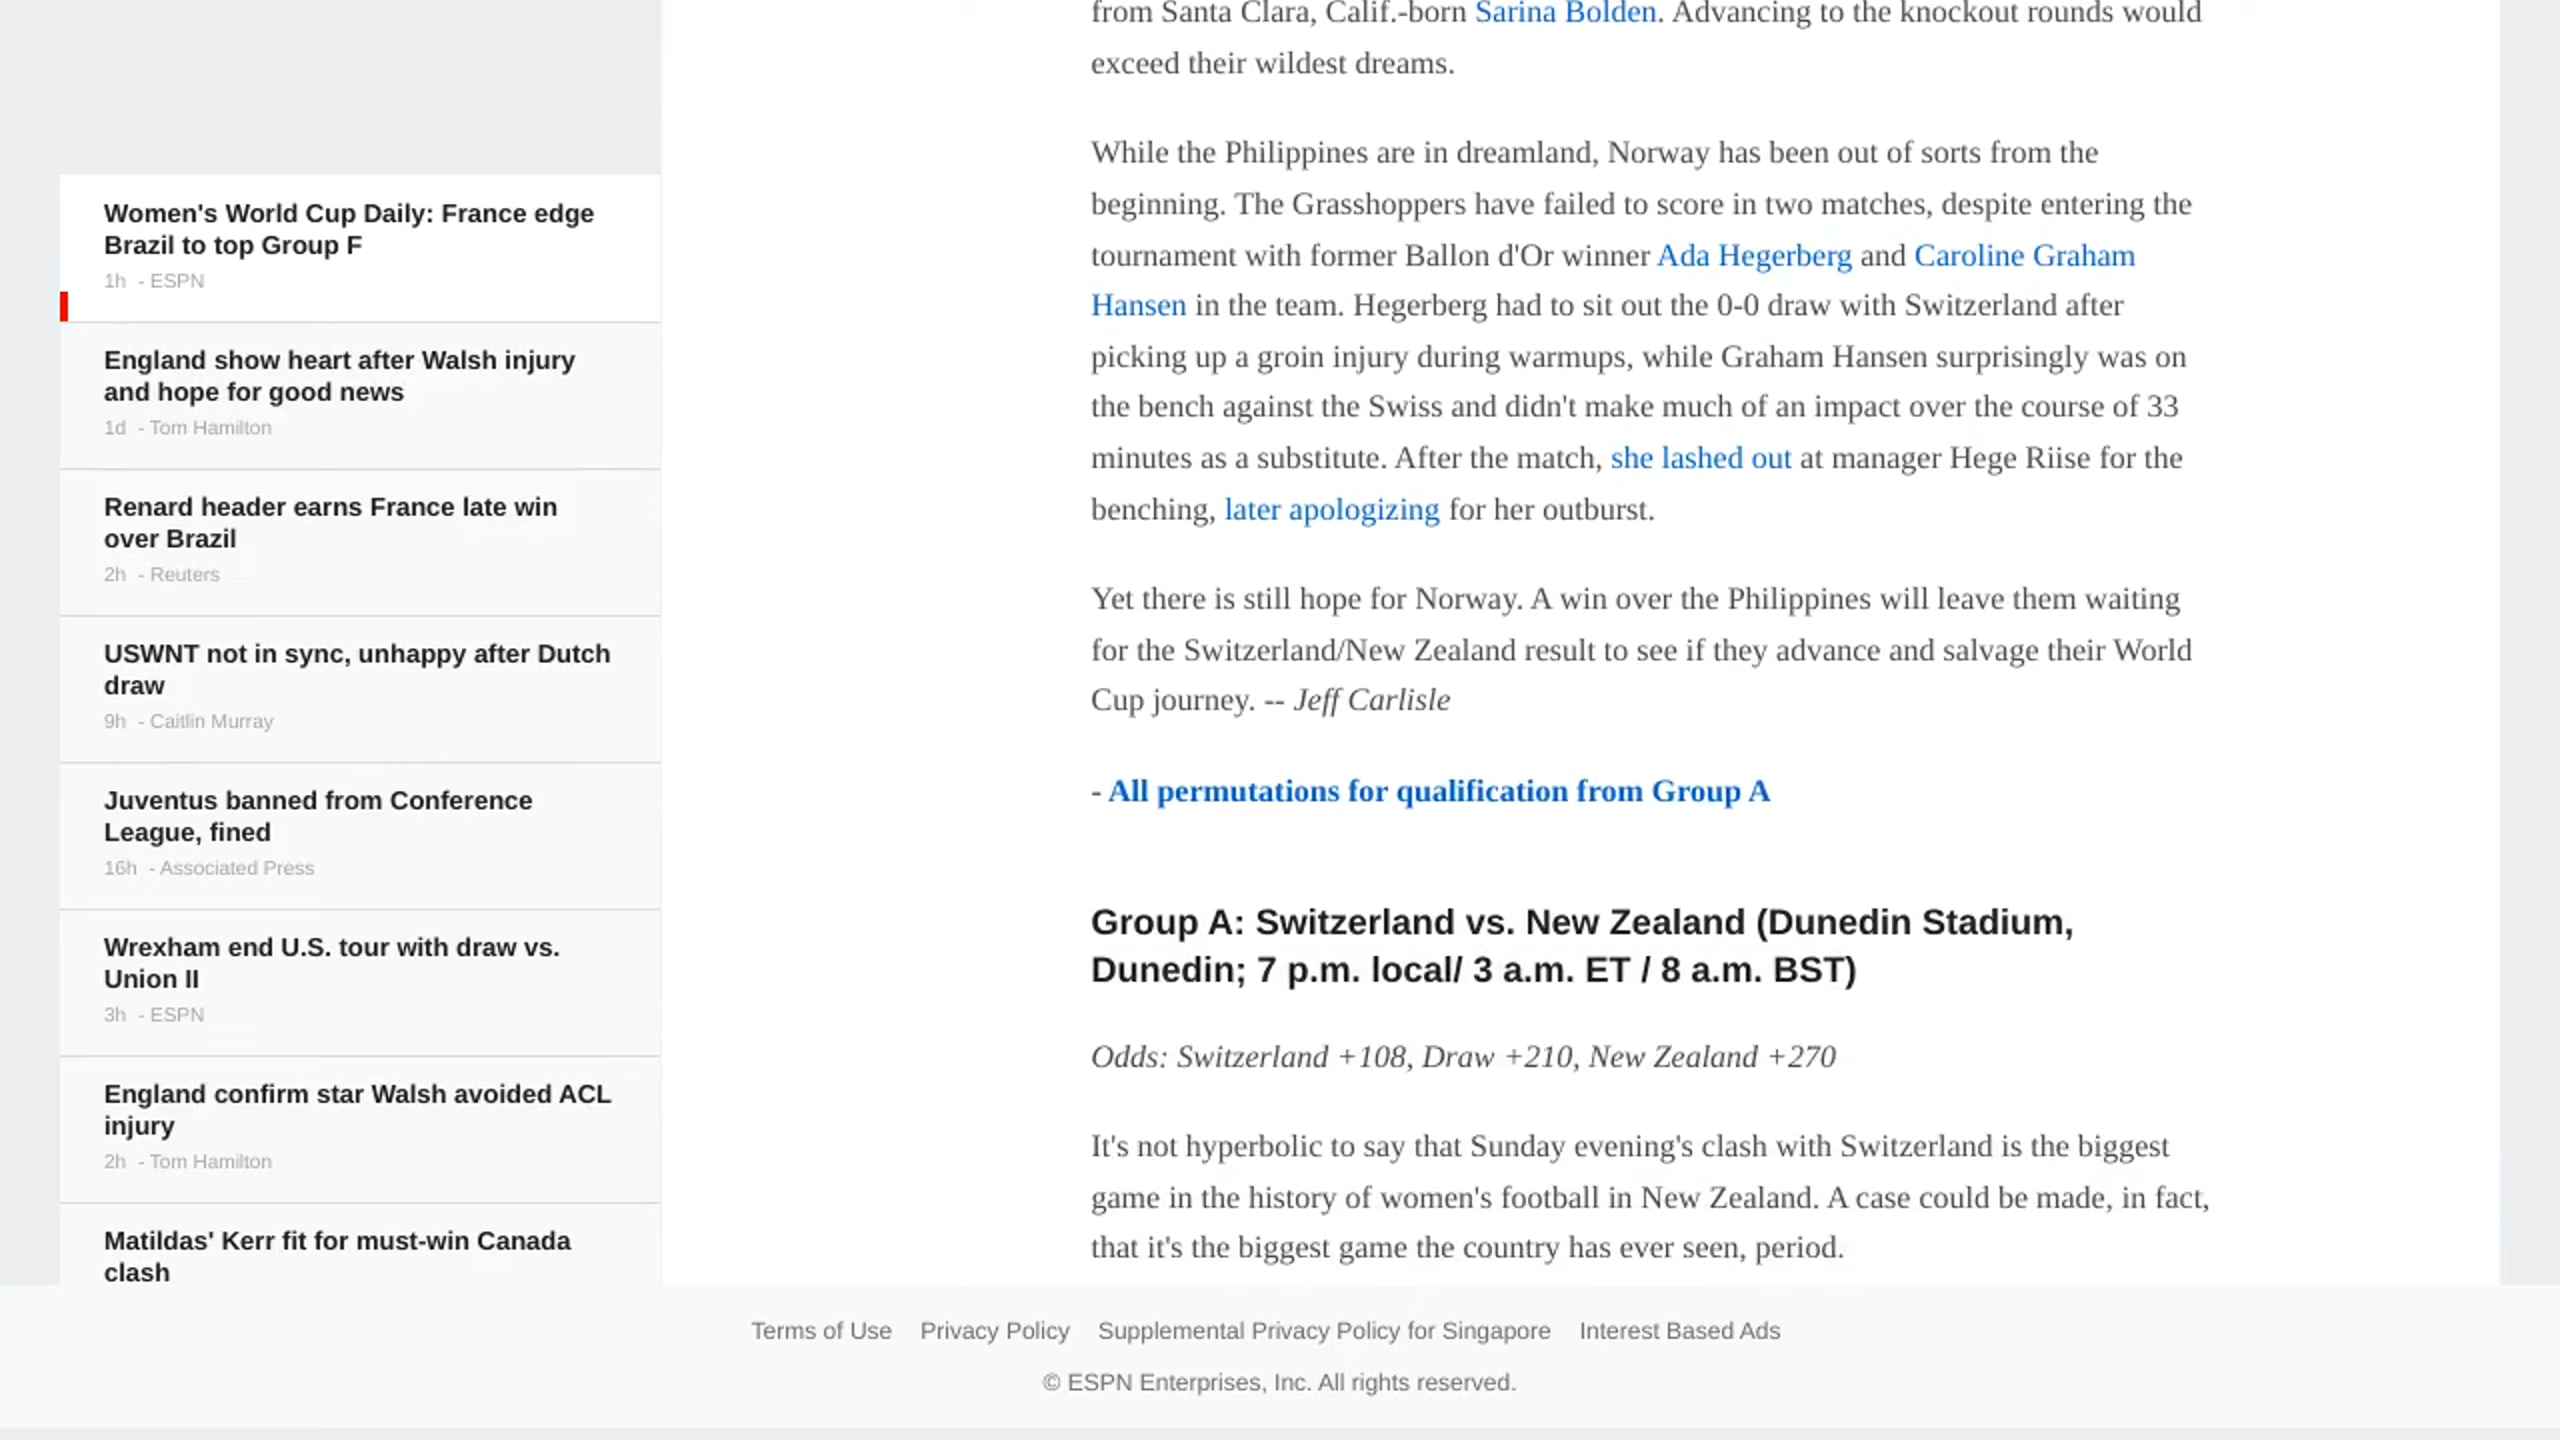 Women's World Cup Daily: France edge
Brazil to top Group F
1h - ESPN
England show heart after Walsh injury
and hope for good news
1d - Tom Hamilton
Renard header earns France late win
over Brazil
2h - Reuters
USWNT not in sync, unhappy after Dutch
draw
9h - Caitlin Murray
Juventus banned from Conference
League, fined
16h - Associated Press
Wrexham end U.S. tour with draw vs.
Union II
3h - ESPN
England confirm star Walsh avoided ACL
injury
2h - Tom Hamilton
Matildas' Kerr fit for must-win Canada
clash
from Santa Clara, Calif.-born Sarina Bolden. Advancing to the knockout rounds would
exceed their wildest dreams.
While the Philippines are in dreamland, Norway has been out of sorts from the
beginning. The Grasshoppers have failed to score in two matches, despite entering the
tournament with former Ballon d'Or winner Ada Hegerberg and Caroline Graham
Hansen in the team. Hegerberg had to sit out the 0-0 draw with Switzerland after
picking up a groin injury during warmups, while Graham Hansen surprisingly was on
the bench against the Swiss and didn't make much of an impact over the course of 33
minutes as a substitute. After the match, she lashed out at manager Hege Riise for the
benching, later apologizing for her outburst.
Yet there is still hope for Norway. A win over the Philippines will leave them waiting
for the Switzerland/New Zealand result to see if they advance and salvage their World
Cup journey. -- Jeff Carlisle
- All permutations for qualification from Group A
Group A: Switzerland vs. New Zealand (Dunedin Stadium,
Dunedin; 7 p.m. local/ 3 a.m. ET / 8 a.m. BST)
Odds: Switzerland +108, Draw +210, New Zealand +270
It's not hyperbolic to say that Sunday evening's clash with Switzerland is the biggest
game in the history of women's football in New Zealand. A case could be made, in fact,
that it's the biggest game the country has ever seen, period.
Terms of Use Privacy Policy Supplemental Privacy Policy for Singapore Interest Based Ads
© ESPN Enterprises, Inc. All rights reserved.